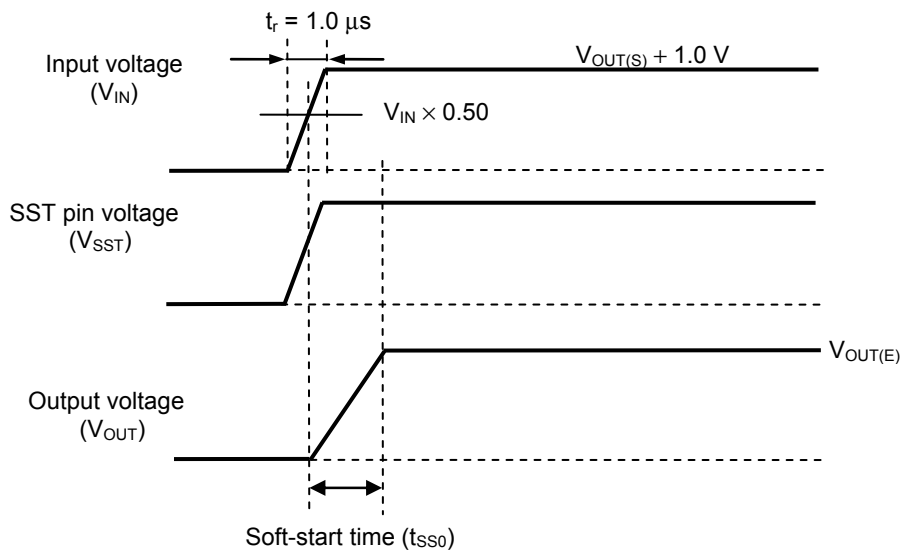 tr = 1.0 μs
Input voltage
(VIN)
VOUT(S) + 1.0 V
VIN × 0.50
SST pin voltage
(VSST)
VOUT(E)
Output voltage
(VOUT)
Soft-start time (tSS0)